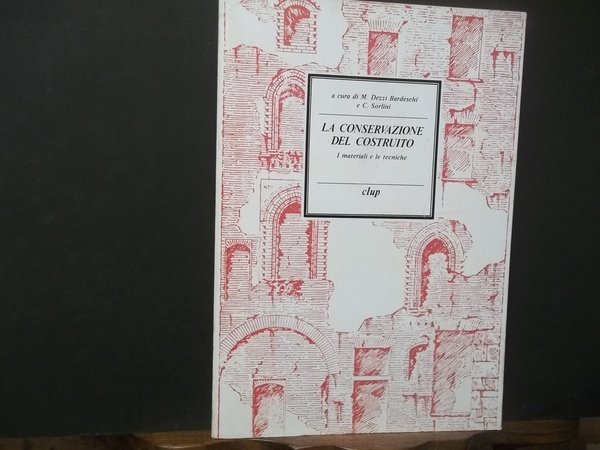 a cura di M. Dezzi Bardeschi
e C. Sorlini
LA CONSERVAZIONE
DEL COSTRUITO
I materiali e le tecniche
clup